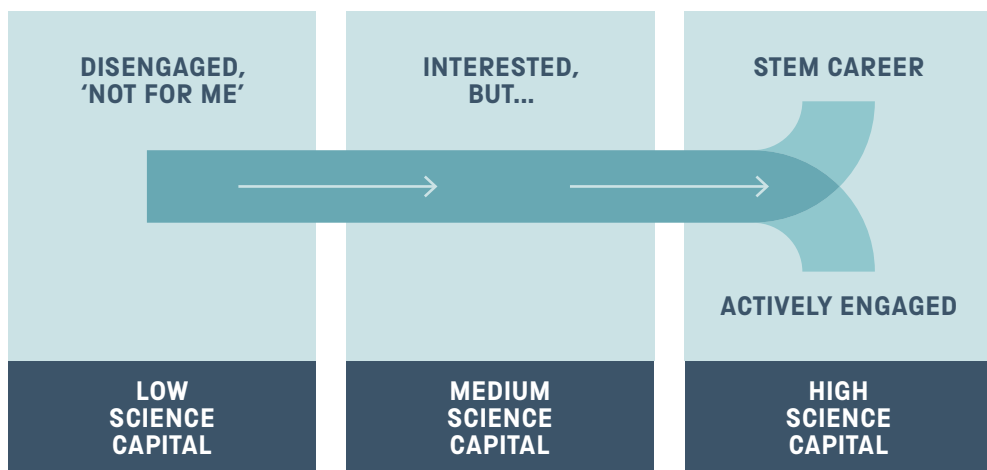 DISENGAGED,
‘NOT FOR ME’
INTERESTED,
BUT...
STEM CAREER
ACTIVELY ENGAGED
LOW
SCIENCE
CAPITAL
MEDIUM
SCIENCE
CAPITAL
HIGH
SCIENCE
CAPITAL